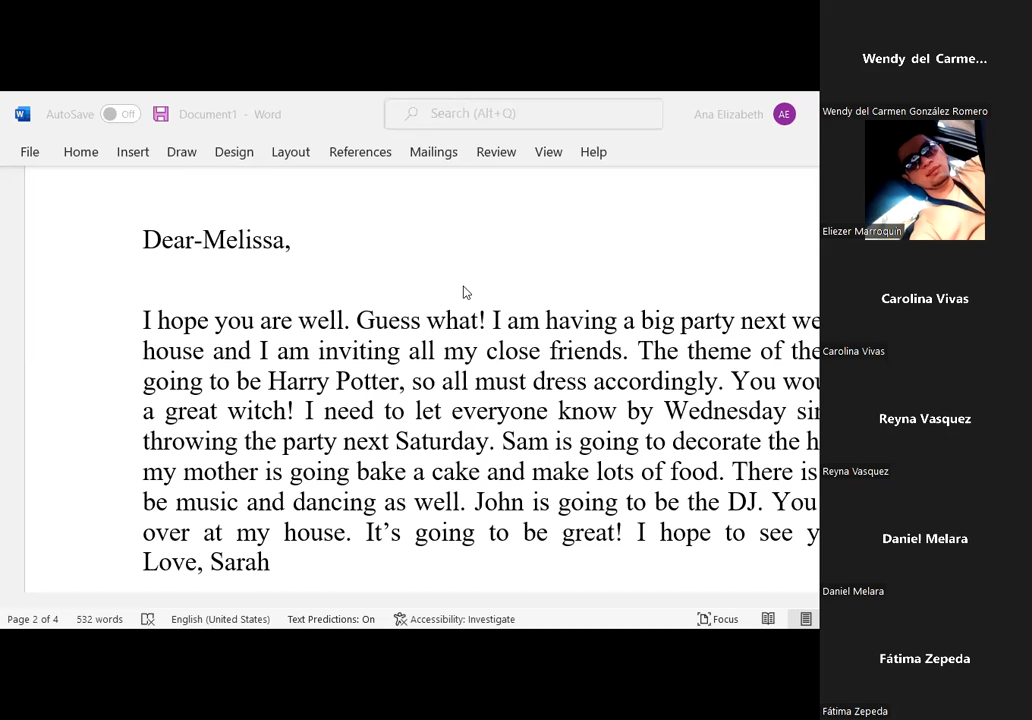 AutoSave Off Document1 - Word Search (Alt+Q) Ana Elizabeth AE
File Home Insert Draw Design Layout References Mailings Review View Help
Dear-Melissa,
I hope you are well. Guess what! I am having a big party next we
house and I am inviting all my close friends. The theme of the
going to be Harry Potter, so all must dress accordingly. You wou
a great witch! I need to let everyone know by Wednesday sin
throwing the party next Saturday. Sam is going to decorate the h
my mother is going bake a cake and make lots of food. There is
be music and dancing as well. John is going to be the DJ. You
over at my house. It’s going to be great! I hope to see y
Love, Sarah
Page 2 of 4 532 words English (United States) Text Predictions: On Accessibility: Investigate Focus
Wendy del Carme...
Wendy del Carmen González Romero
Eliezer Marroquín
Carolina Vivas
Carolina Vivas
Reyna Vasquez
Reyna Vasquez
Daniel Melara
Daniel Melara
Fátima Zepeda
Fátima Zepeda